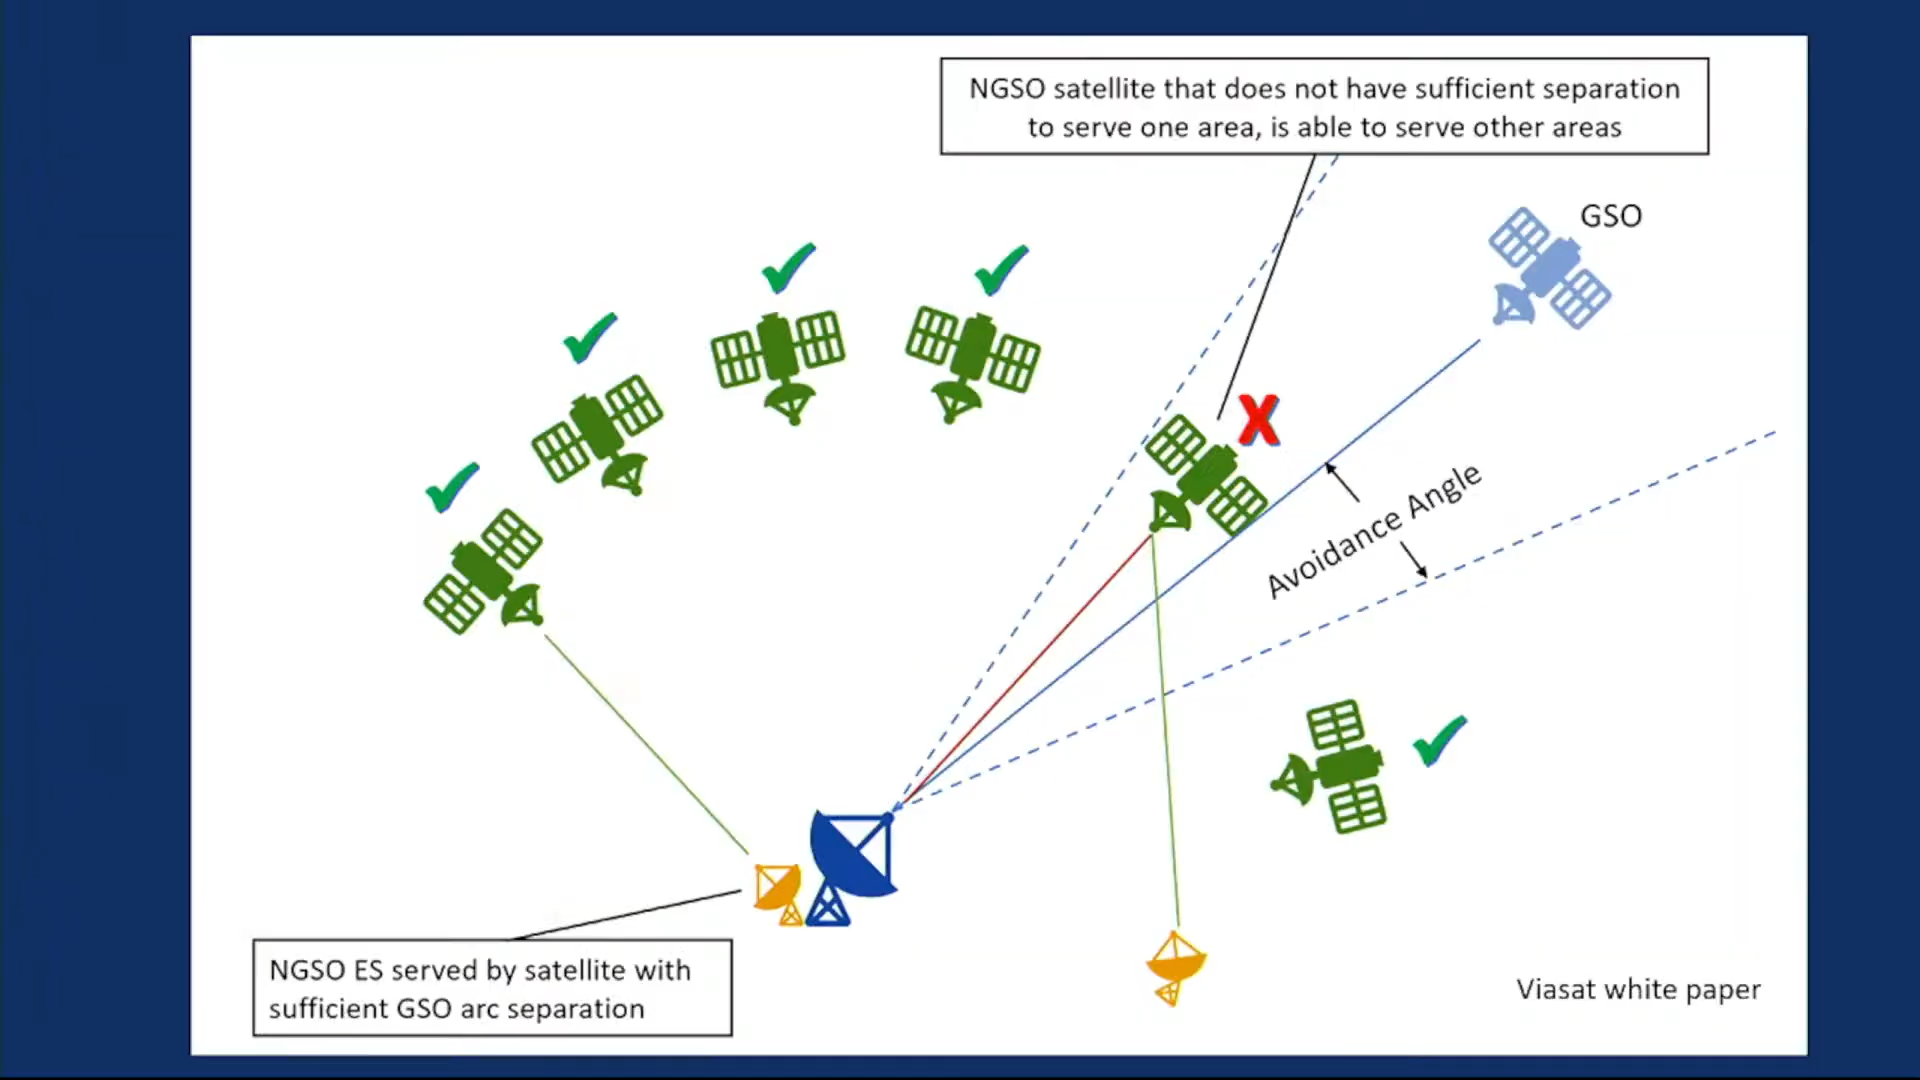 NGSO satellite that does not have sufficient separation
to serve one area, is able to serve other areas
GSO
X
Avoidance Angle
NGSO ES served by satellite with
sufficient GSO arc separation
Viasat white paper